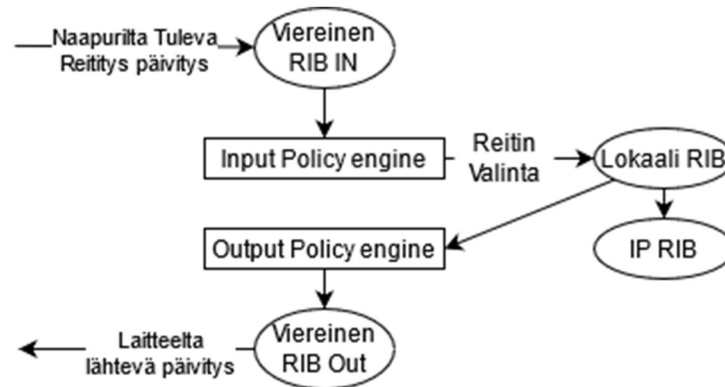 Naapurilta Tuleva
Reititys päivitys
Viereinen
RIB IN
Input Policy engine
Reitin
Valinta
Lokaali RIB
Output Policy engine
IP RIB
Laitteelta
lähtevä päivitys
Viereinen
RIB Out